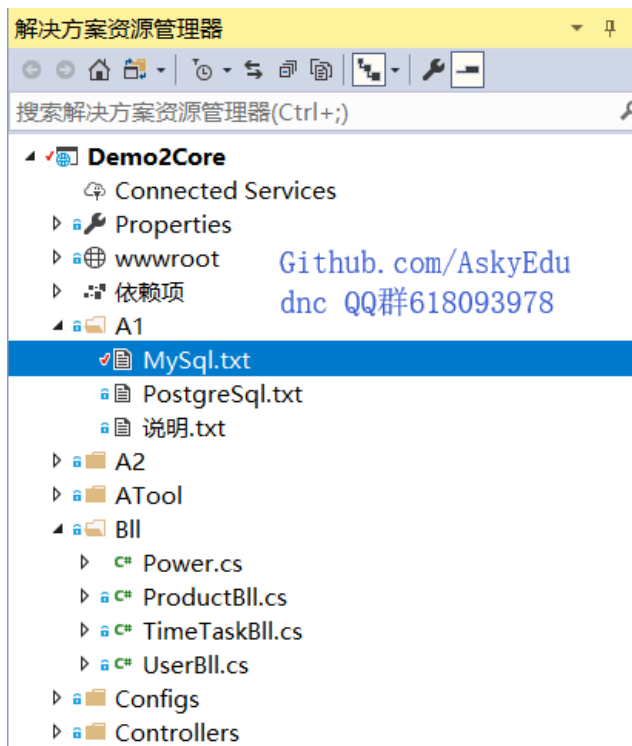 解决方案资源管理器
搜索解决方案资源管理器(Ctrl+;)
Demo2Core
Connected Services
Properties
wwwroot
Github.com/AskyEdu
依赖项
dnc QQ群618093978
A1
MySql.txt
PostgreSql.txt
说明.txt
A2
ATool
Bll
C# Power.cs
C# ProductBll.cs
C# TimeTaskBll.cs
C# UserBll.cs
Configs
Controllers